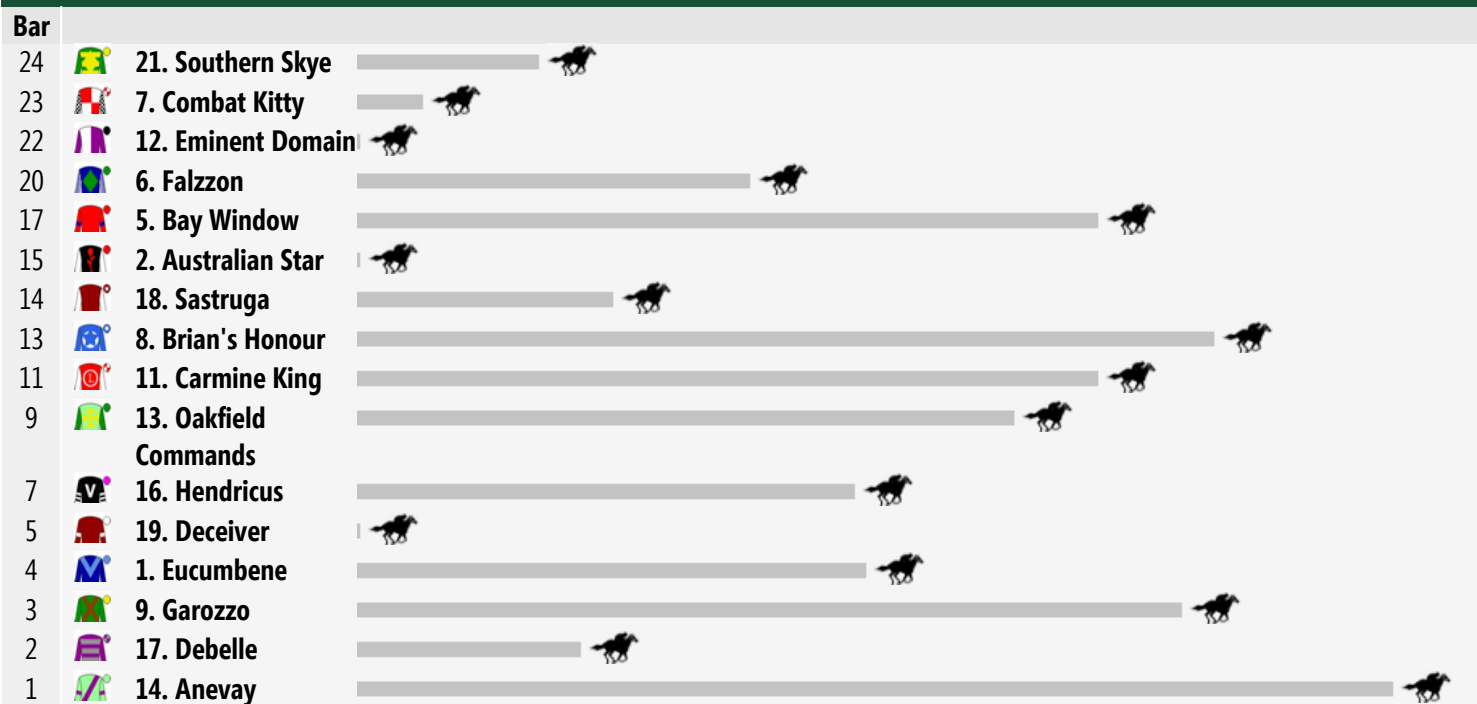 Bar
24 21. Southern Skye
23 7. Combat Kitty
22 12. Eminent Domain
20 6. Falzzon
17 5. Bay Window
15 2. Australian Star
14 18. Sastruga
13 8. Brian's Honour
11 11. Carmine King
9 13. Oakfield
Commands
7 V 16. Hendricus
5 19. Deceiver
4 1. Eucumbene
3 9. Garozzo
2 17. Debelle
1 14. Anevay